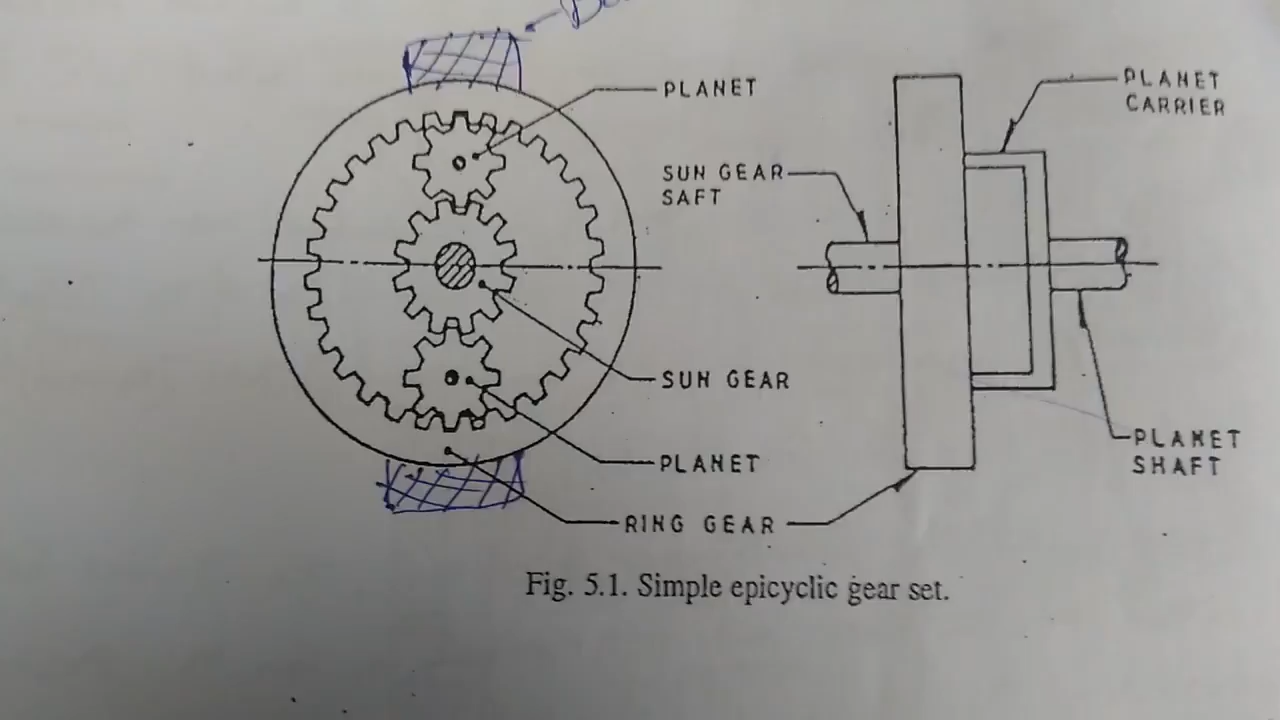 PLANET
PLANET
CARRIER
SUN GEAR
SAFT
SUN GEAR
PLANET
PLANET
SHAFT
RING GEAR
Fig. 5.1. Simple epicyclic gear set.